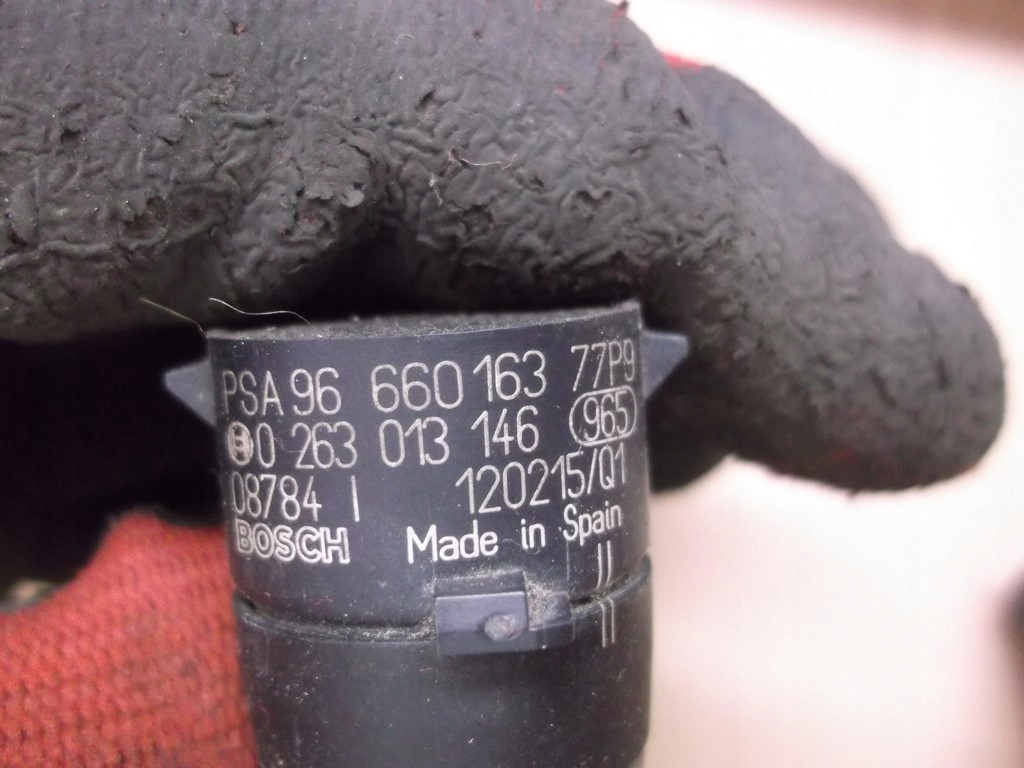 PSA 96 660 163 77P9
0 263 013 146 965
08784 I 120215/Q1
BOSCH Made in Spain